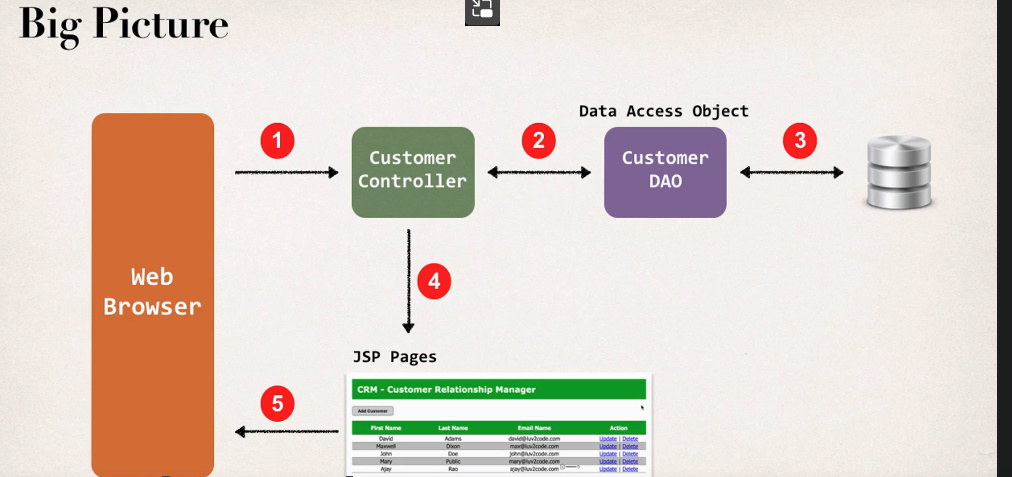 Big Picture
Data Access Object
1
2
3
Customer
Controller
Customer
DAO
Web
Browser
4
JSP Pages
5
CRM - Customer Relationship Manager
Add Customer
First Name Last Name Email Name Action
David Adams david@luv2code.com Update | Delete
Maxwell Dixon max@luv2code.com Update | Delete
John Doe john@luv2code.com Update | Delete
Mary Public mary@luv2code.com Update | Delete
Ajay Rao ajay@luv2code.com Update | Delete